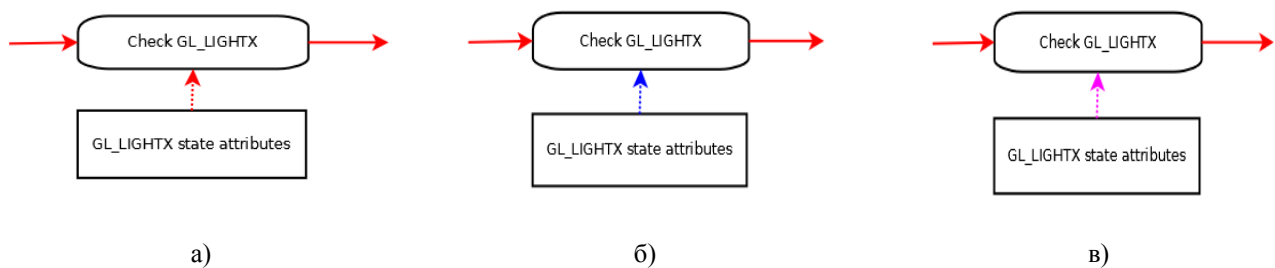 Check GL_LIGHTX
GL_LIGHTX state attributes
а)
Check GL_LIGHTX
GL_LIGHTX state attributes
б)
Check GL_LIGHTX
GL_LIGHTX state attributes
в)